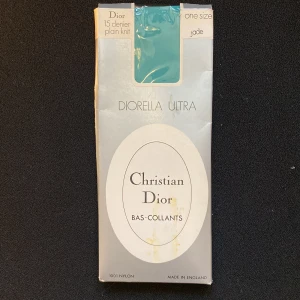 Dior
15 denier
plain knit
one size
jade
DIORELLA ULTRA
Christian
Dior
BAS-COLLANTS
MADE IN ENGLAND